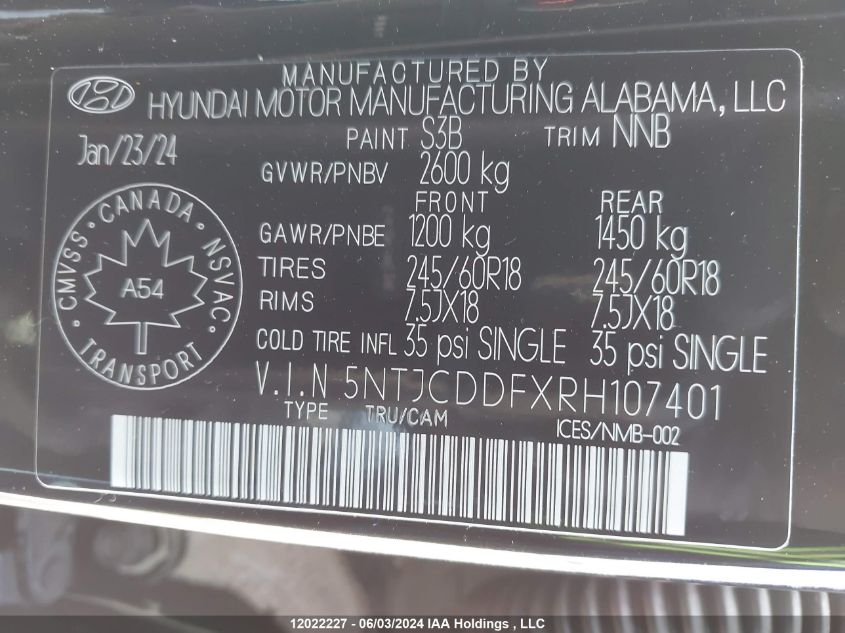 MANUFACTURED BY
HYUNDAI MOTOR MANUFACTURING ALABAMA, LLC
Jan/23/24
PAINT S3B TRIM NNB
GVWR/PNBV 2600 kg
FRONT REAR
GAWR/PNBE 1200 kg 1450 kg
TIRES 245/60R18 245/60R18
RIMS 7.5JX18 7.5JX18
COLD TIRE INFL 35 psi SINGLE 35 psi SINGLE
V.I.N 5NTJCDDFXRH107401
TYPE TRU/CAM ICES/NMB-002
CMVSS · CANADA · NSVAC · TRANSPORT
A54
12022227 - 06/03/2024 IAA Holdings , LLC